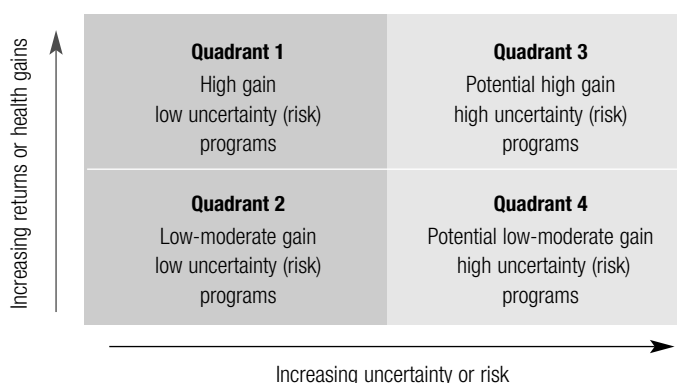 Increasing returns or health gains
Quadrant 1
High gain
low uncertainty (risk)
programs
Quadrant 3
Potential high gain
high uncertainty (risk)
programs
Quadrant 2
Low-moderate gain
low uncertainty (risk)
programs
Quadrant 4
Potential low-moderate gain
high uncertainty (risk)
programs
Increasing uncertainty or risk